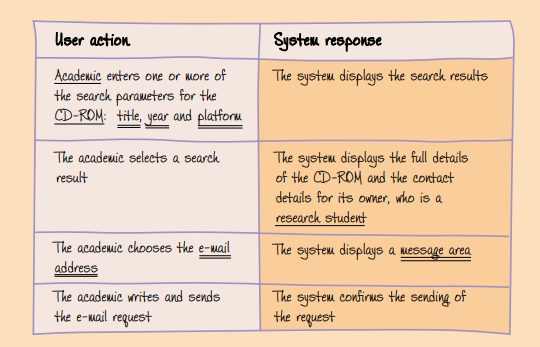 User action
System response
Academic enters one or more of
the search parameters for the
CD-ROM: title, year and platform
The system displays the search results
The academic selects a search
result
The system displays the full details
of the CD-ROM and the contact
details for its owner, who is a
research student
The academic chooses the e-mail
address
The system displays a message area
The academic writes and sends
the e-mail request
The system confirms the sending of
the request